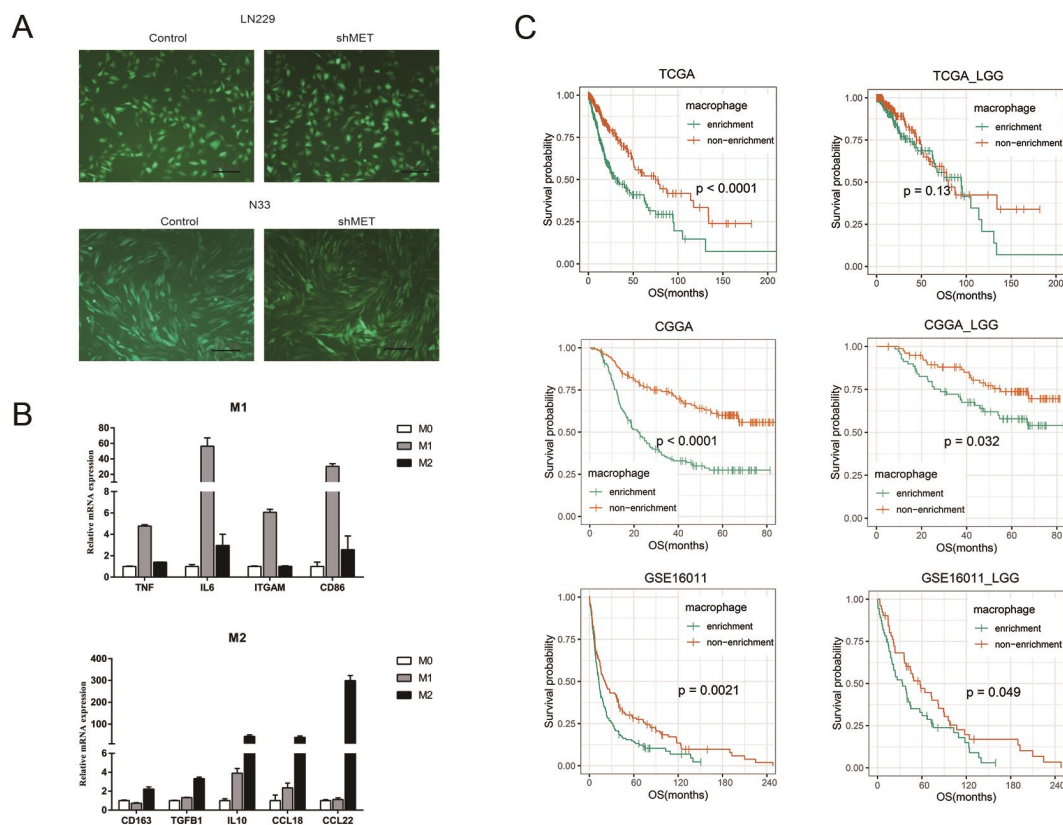 A
LN229
Control shMET
N33
Control shMET
B
M1
Relative mRNA expression
80
60
40
20
8
6
4
2
0
TNF IL6 ITGAM CD86
M0
M1
M2
M2
Relative mRNA expression
400
300
200
100
6
4
2
0
CD163 TGFB1 IL10 CCL18 CCL22
M0
M1
M2
C
TCGA
Survival probability
1.00
0.75
0.50
0.25
0.00
macrophage
enrichment
non-enrichment
p < 0.0001
0 50 100 150 200
OS(months)
TCGA_LGG
Survival probability
1.00
0.75
0.50
0.25
0.00
macrophage
enrichment
non-enrichment
p = 0.13
0 50 100 150 200
OS(months)
CGGA
Survival probability
1.00
0.75
0.50
0.25
0.00
p < 0.0001
macrophage
enrichment
non-enrichment
0 20 40 60 80
OS(months)
CGGA_LGG
Survival probability
1.00
0.75
0.50
0.25
0.00
p = 0.032
macrophage
enrichment
non-enrichment
0 20 40 60 80
OS(months)
GSE16011
Survival probability
1.00
0.75
0.50
0.25
0.00
macrophage
enrichment
non-enrichment
p = 0.0021
0 60 120 180 240
OS(months)
GSE16011_LGG
Survival probability
1.00
0.75
0.50
0.25
0.00
macrophage
enrichment
non-enrichment
p = 0.049
0 60 120 180 240
OS(months)